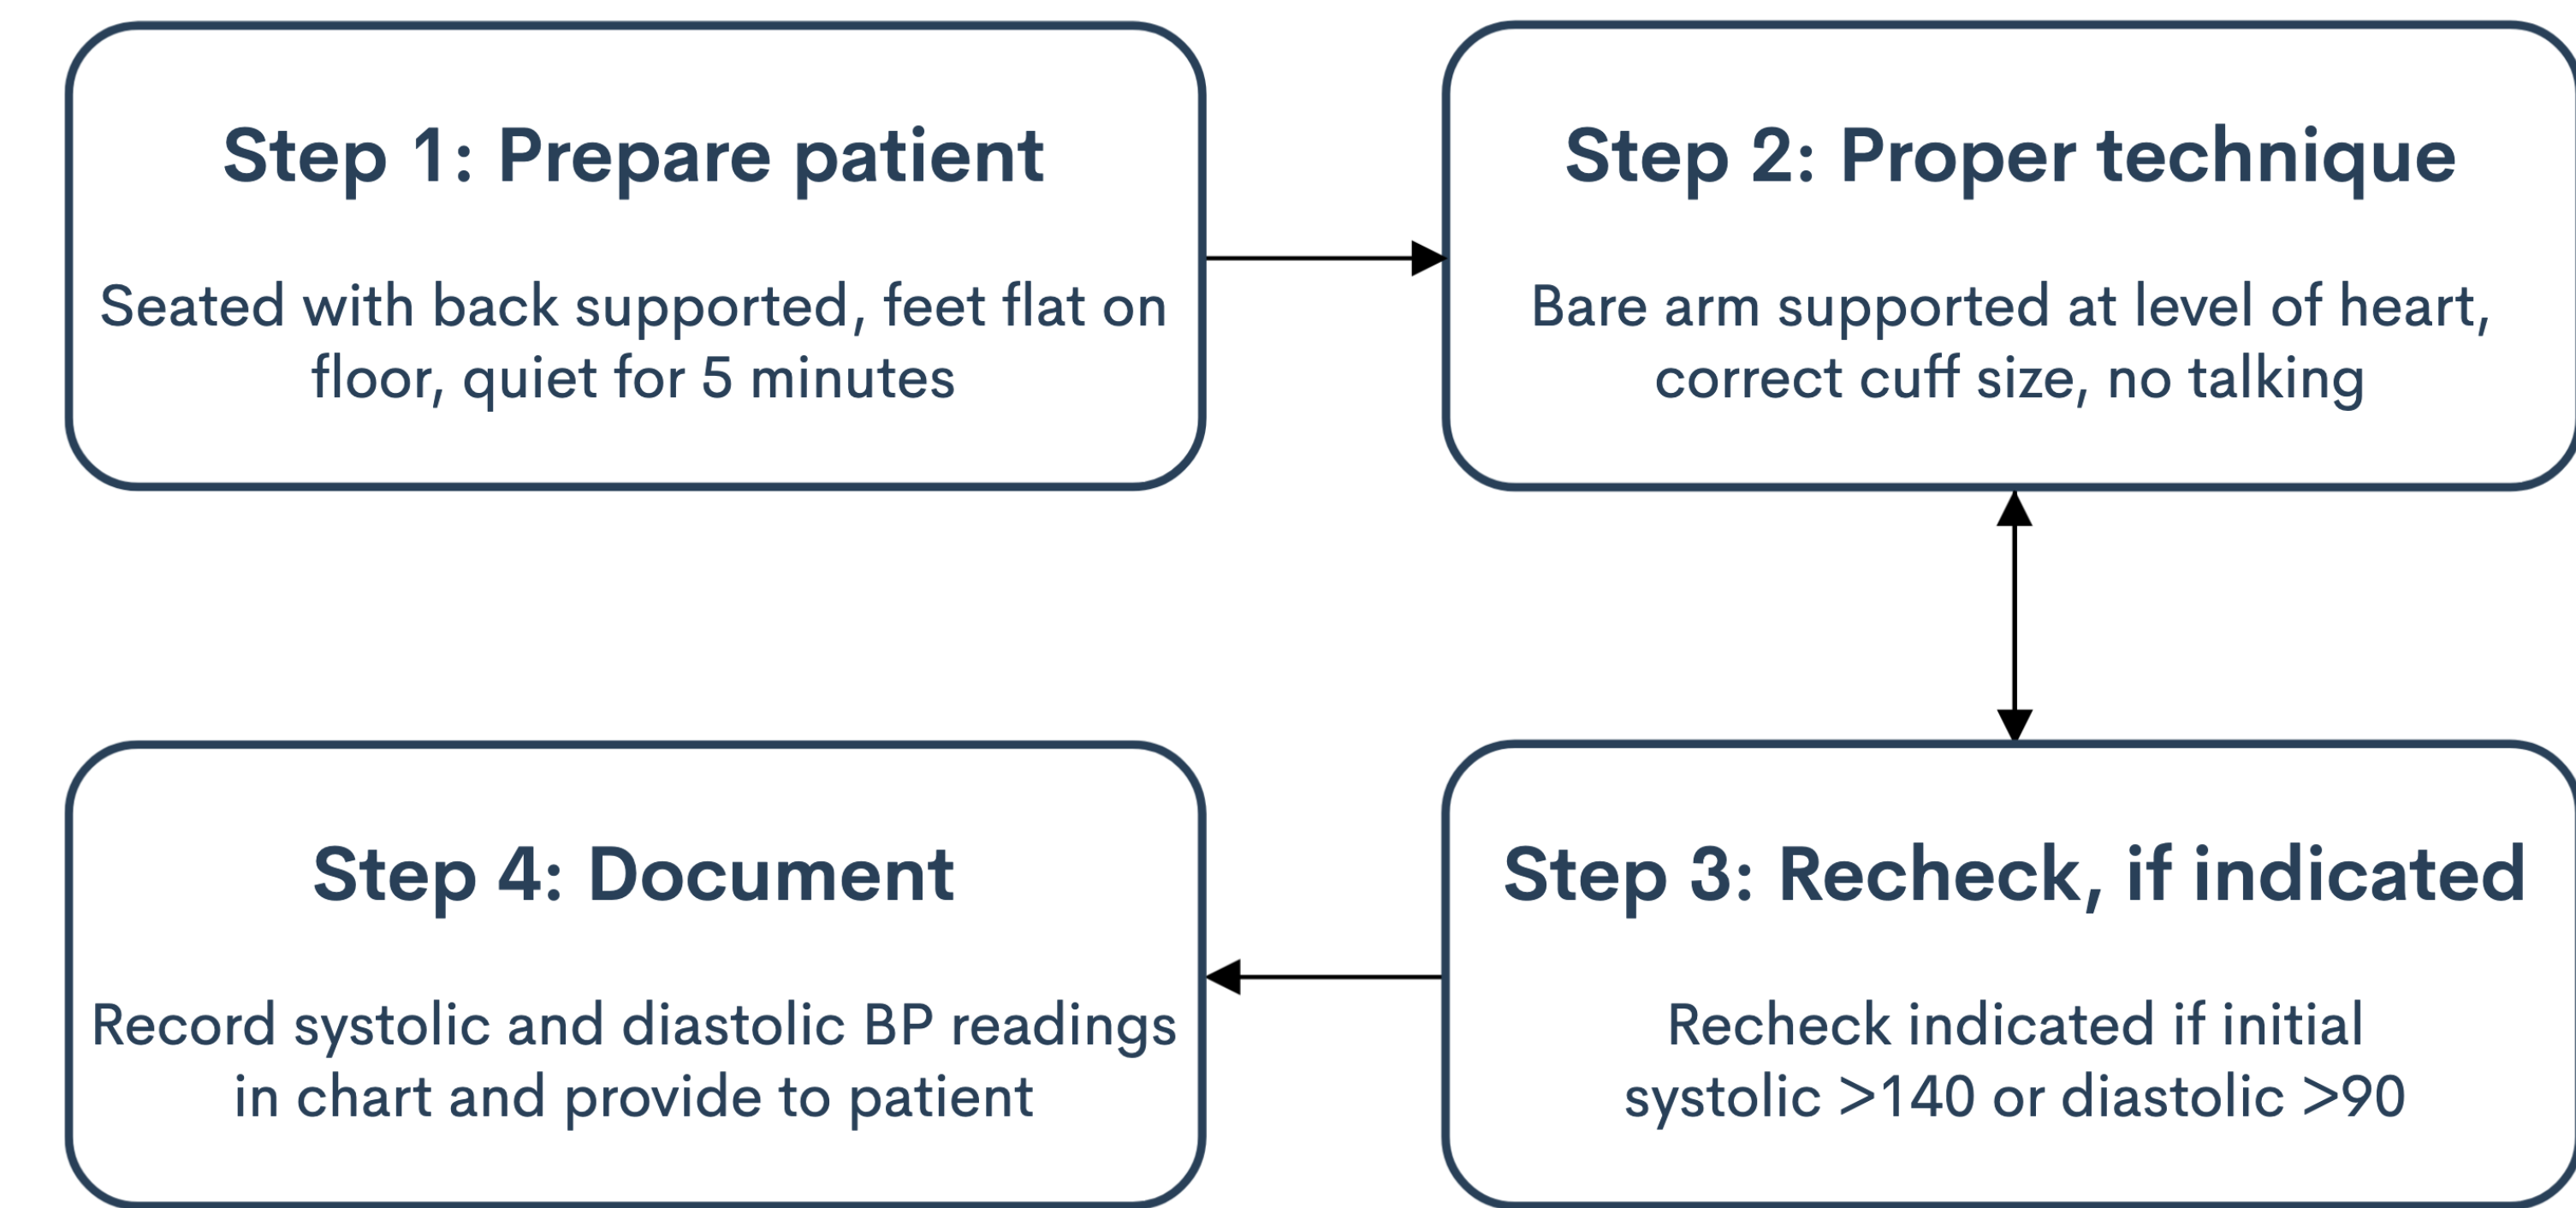 Step 1: Prepare patient
Seated with back supported, feet flat on
floor, quiet for 5 minutes
Step 2: Proper technique
Bare arm supported at level of heart,
correct cuff size, no talking
Step 3: Recheck, if indicated
Recheck indicated if initial
systolic >140 or diastolic >90
Step 4: Document
Record systolic and diastolic BP readings
in chart and provide to patient